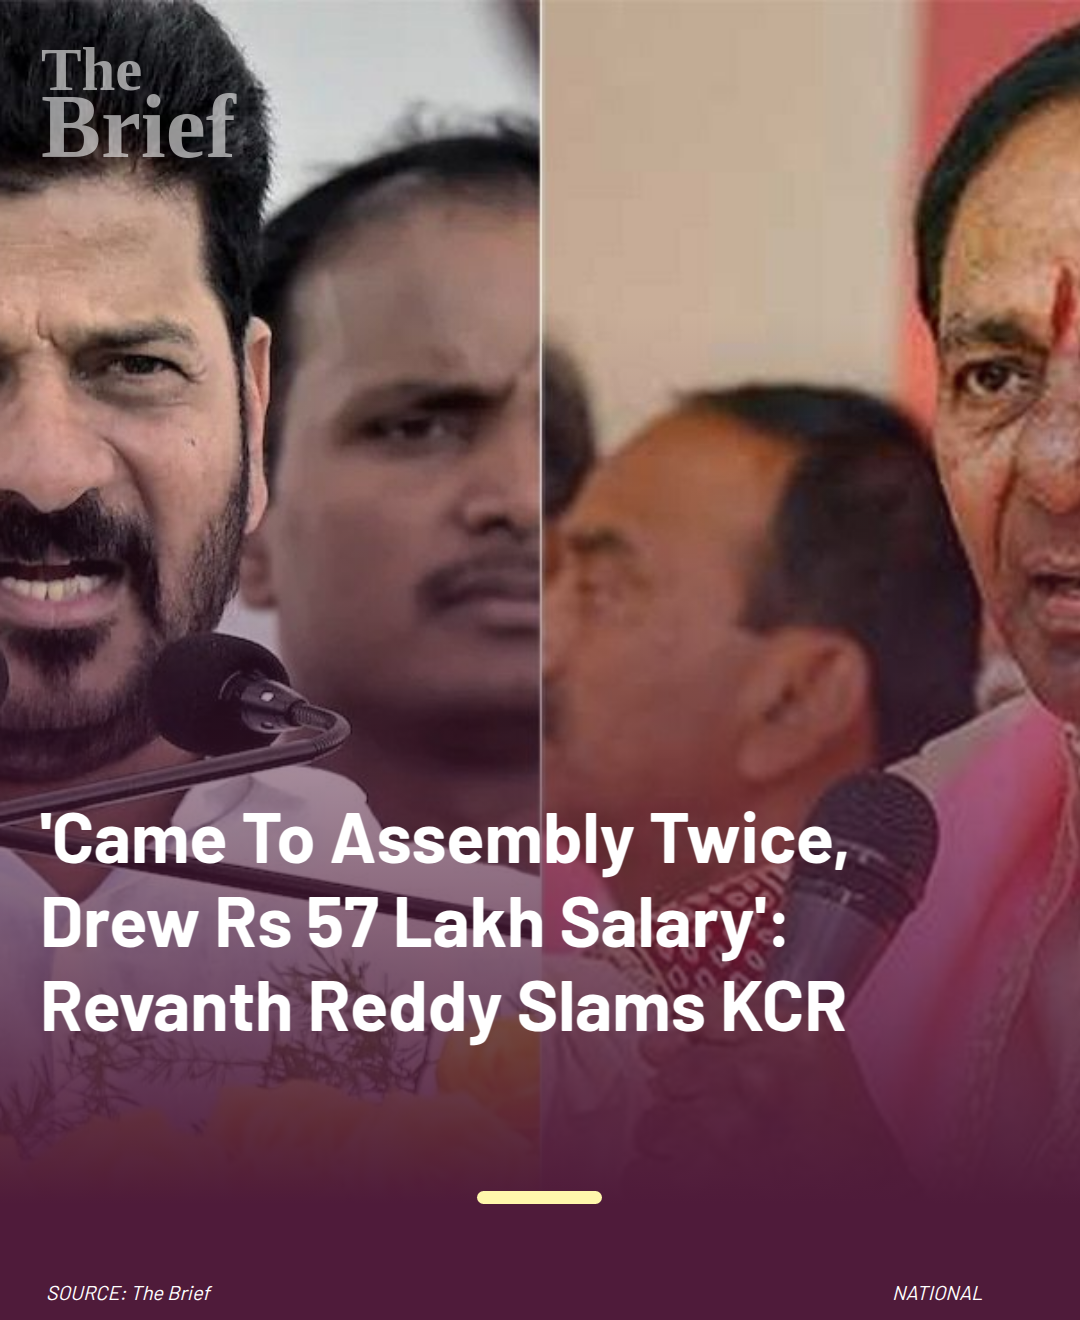 The
Brief
'Came To Assembly Twice,
Drew Rs 57 Lakh Salary':
Revanth Reddy Slams KCR
SOURCE: The Brief
NATIONAL